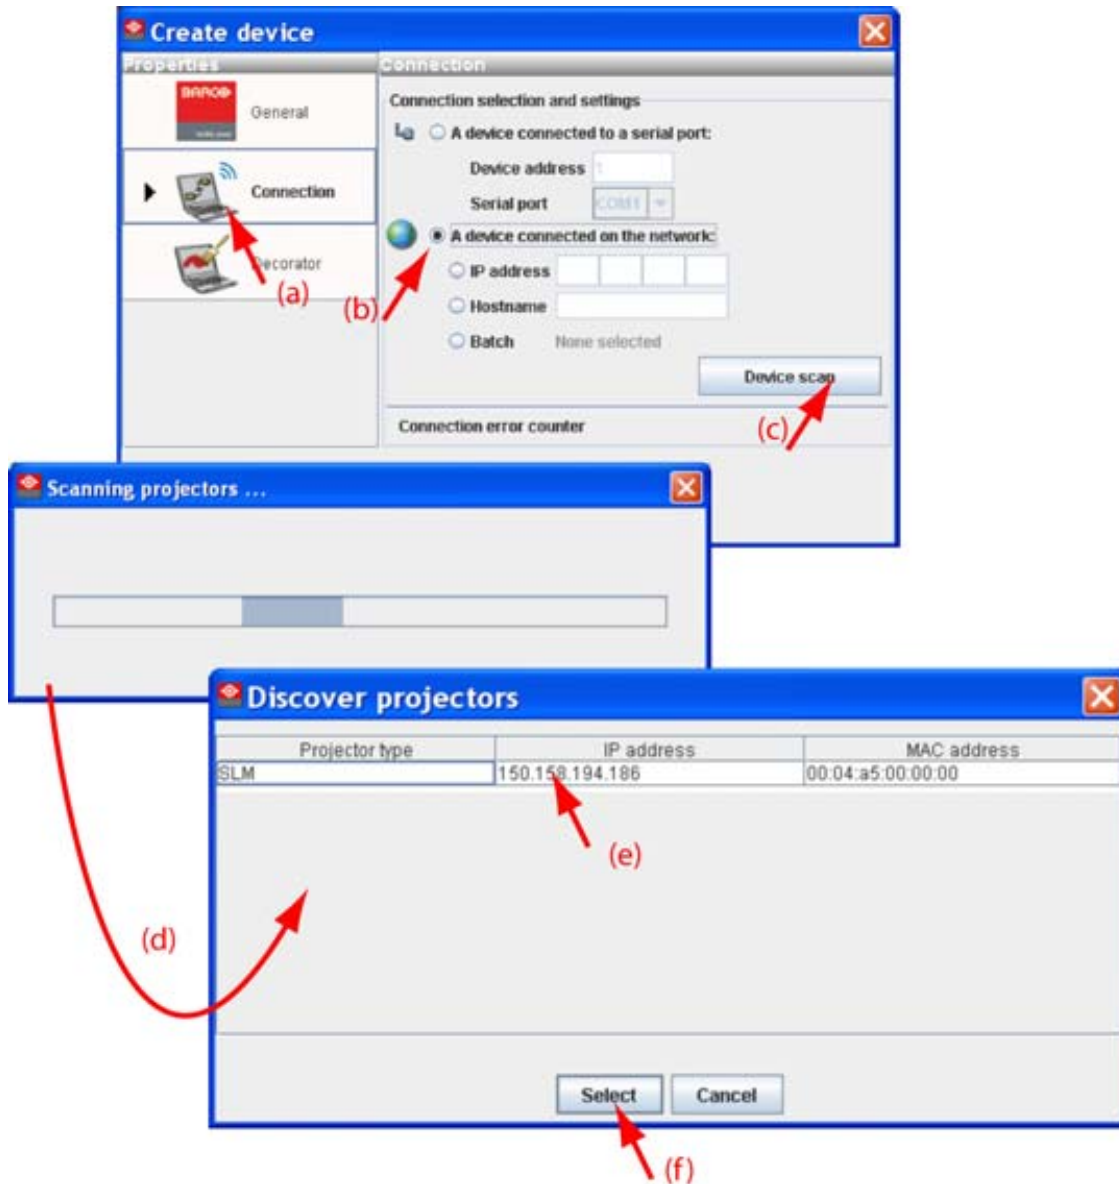 Create device
Properties
Connection
BARCO
General
Connection
Decorator
Connection selection and settings
A device connected to a serial port:
Device address 1
Serial port COM1
A device connected on the network:
IP address
Hostname
Batch None selected
Device scan
Connection error counter
(a)
(b)
(c)
Scanning projectors ...
Discover projectors
Projector type IP address MAC address
SLM 150.158.194.186 00:04:a5:00:00:00
(e)
(d)
Select Cancel
(f)